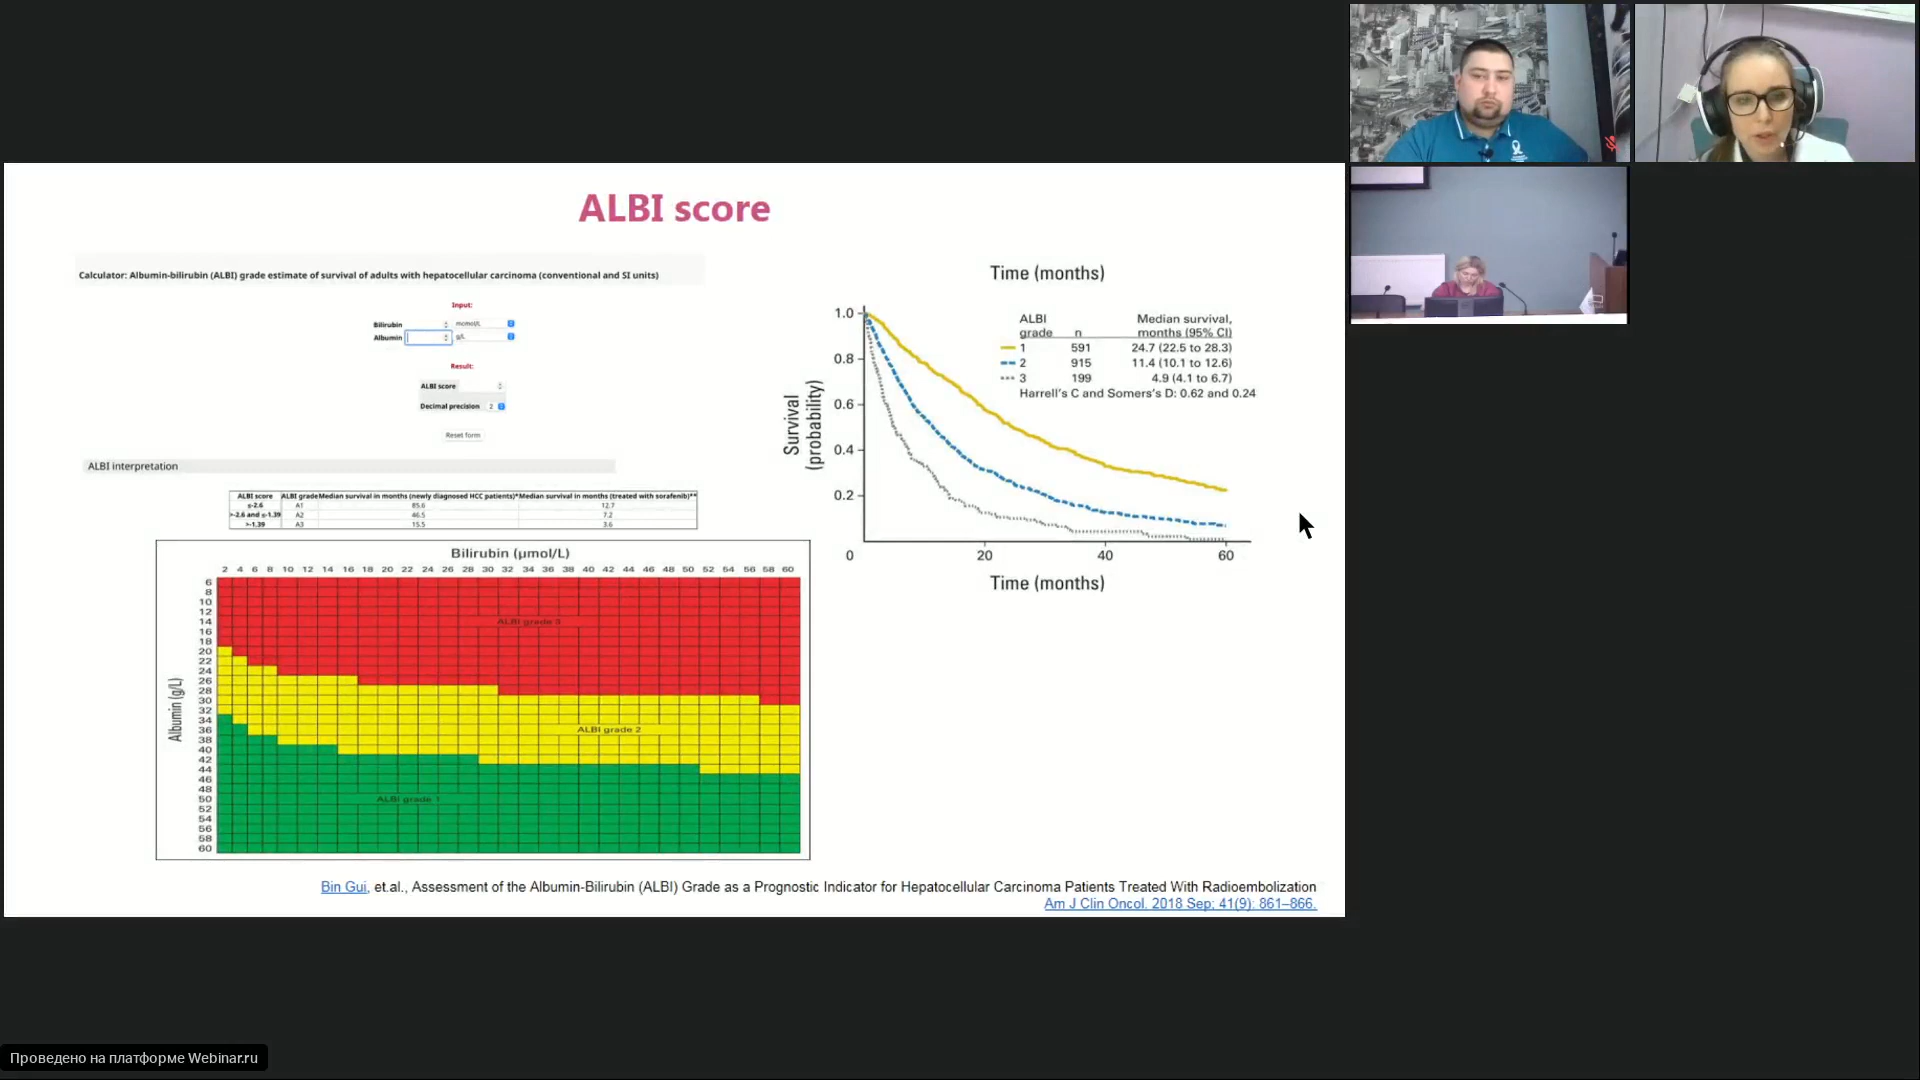 ALBI score
Calculator: Albumin-bilirubin (ALBI) grade estimate of survival of adults with hepatocellular carcinoma (conventional and SI units)
Input:
Bilirubin mcmol/L
Albumin g/L
Result:
ALBI score
Decimal precision 2
Reset form
ALBI interpretation
ALBI score ALBI grade Median survival in months (newly diagnosed HCC patients)* Median survival in months (treated with sorafenib)**
≤-2.6 A1 85.6 12.7
>-2.6 and ≤-1.39 A2 46.5 7.2
>-1.39 A3 15.5 3.6
Bilirubin (µmol/L)
2 4 6 8 10 12 14 16 18 20 22 24 26 28 30 32 34 36 38 40 42 44 46 48 50 52 54 56 58 60
Albumin (g/L)
6
8
10
12
14
16
18
20
22
24
26
28
30
32
34
36
38
40
42
44
46
48
50
52
54
56
58
60
ALBI grade 3
ALBI grade 2
ALBI grade 1
Time (months)
Survival
(probability)
1.0
0.8
0.6
0.4
0.2
0 20 40 60
Time (months)
ALBI Median survival,
grade n months (95% CI)
1 591 24.7 (22.5 to 28.3)
2 915 11.4 (10.1 to 12.6)
3 199 4.9 (4.1 to 6.7)
Harrell's C and Somers's D: 0.62 and 0.24
Bin Gui, et.al., Assessment of the Albumin-Bilirubin (ALBI) Grade as a Prognostic Indicator for Hepatocellular Carcinoma Patients Treated With Radioembolization
Am J Clin Oncol. 2018 Sep; 41(9): 861–866.
Проведено на платформе Webinar.ru